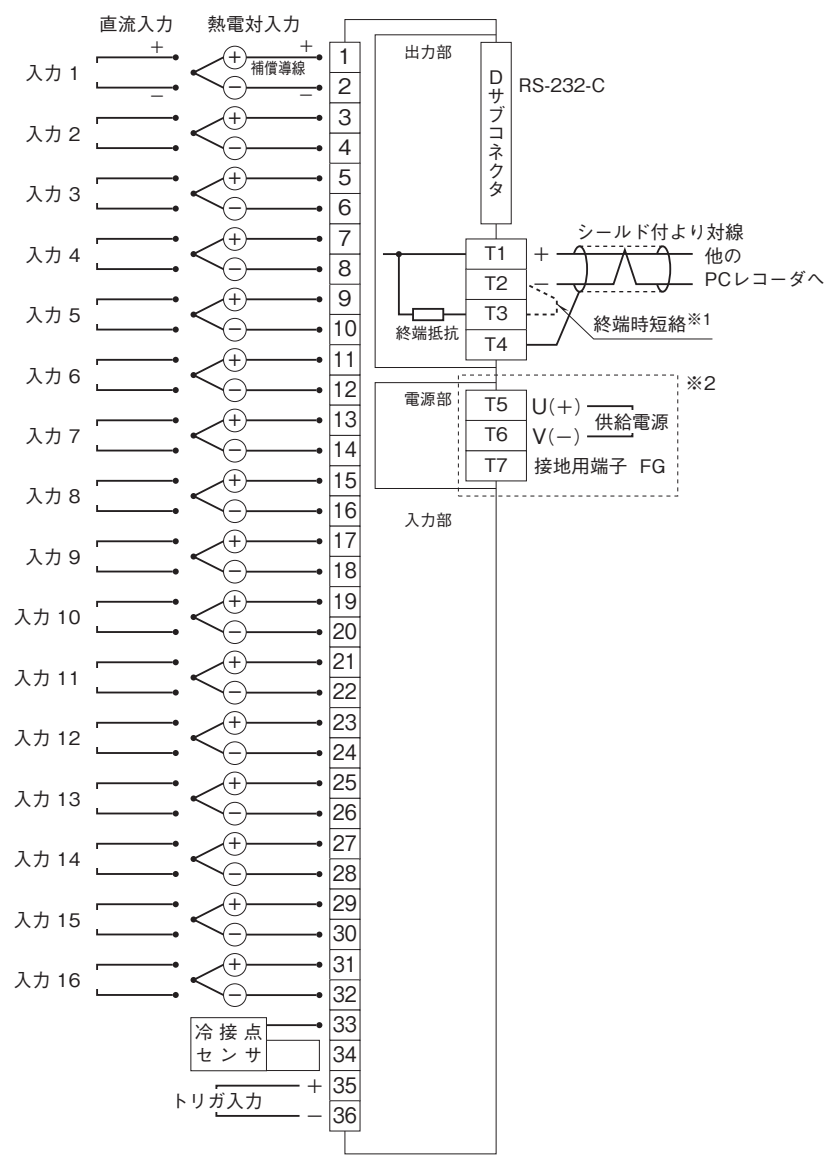 直流入力 熱電対入力
入力 1 + − + − + 補償導線 − 1 2
入力 2 + − 3 4
入力 3 + − 5 6
入力 4 + − 7 8
入力 5 + − 9 10
入力 6 + − 11 12
入力 7 + − 13 14
入力 8 + − 15 16
入力 9 + − 17 18
入力 10 + − 19 20
入力 11 + − 21 22
入力 12 + − 23 24
入力 13 + − 25 26
入力 14 + − 27 28
入力 15 + − 29 30
入力 16 + − 31 32
冷接点
センサ
33
34
トリガ入力 + − 35 36
出力部
Dサブコネクタ
RS-232-C
シールド付より対線
T1 + 他の
T2 − PCレコーダへ
T3
終端抵抗
終端時短絡※1
T4
※2
電源部
T5 U(+)
供給電源
T6 V(−)
T7 接地用端子 FG
入力部